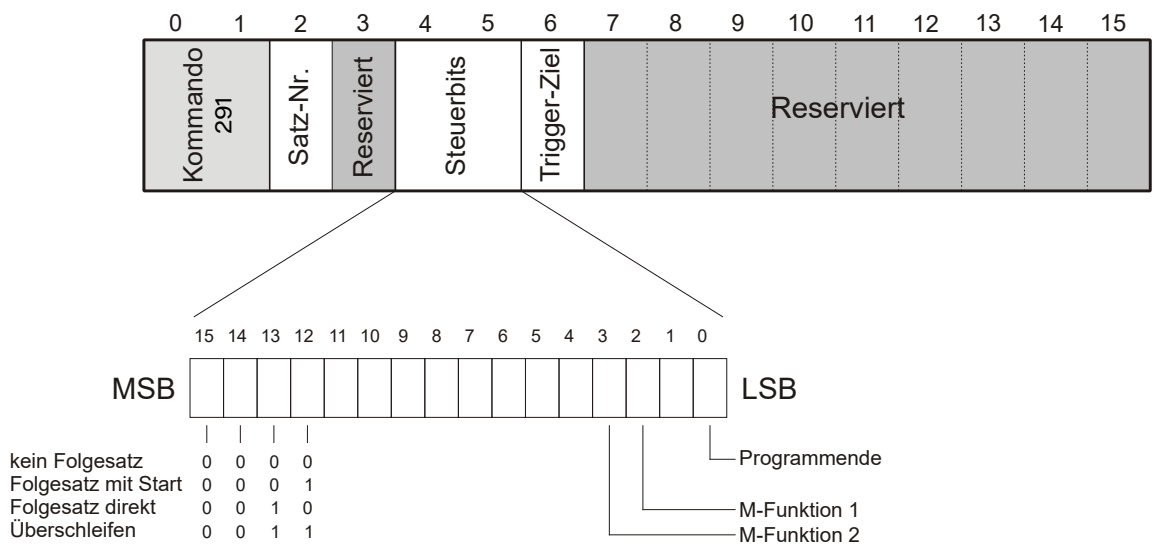 0 1 2 3 4 5 6 7 8 9 10 11 12 13 14 15
Kommando
291
Satz-Nr.
Reserviert
Steuerbits
Trigger-Ziel
Reserviert
15 14 13 12 11 10 9 8 7 6 5 4 3 2 1 0
MSB LSB
kein Folgesatz 0 0 0 0
Folgesatz mit Start 0 0 0 1
Folgesatz direkt 0 0 1 0
Überschleifen 0 0 1 1
Programmende
M-Funktion 1
M-Funktion 2